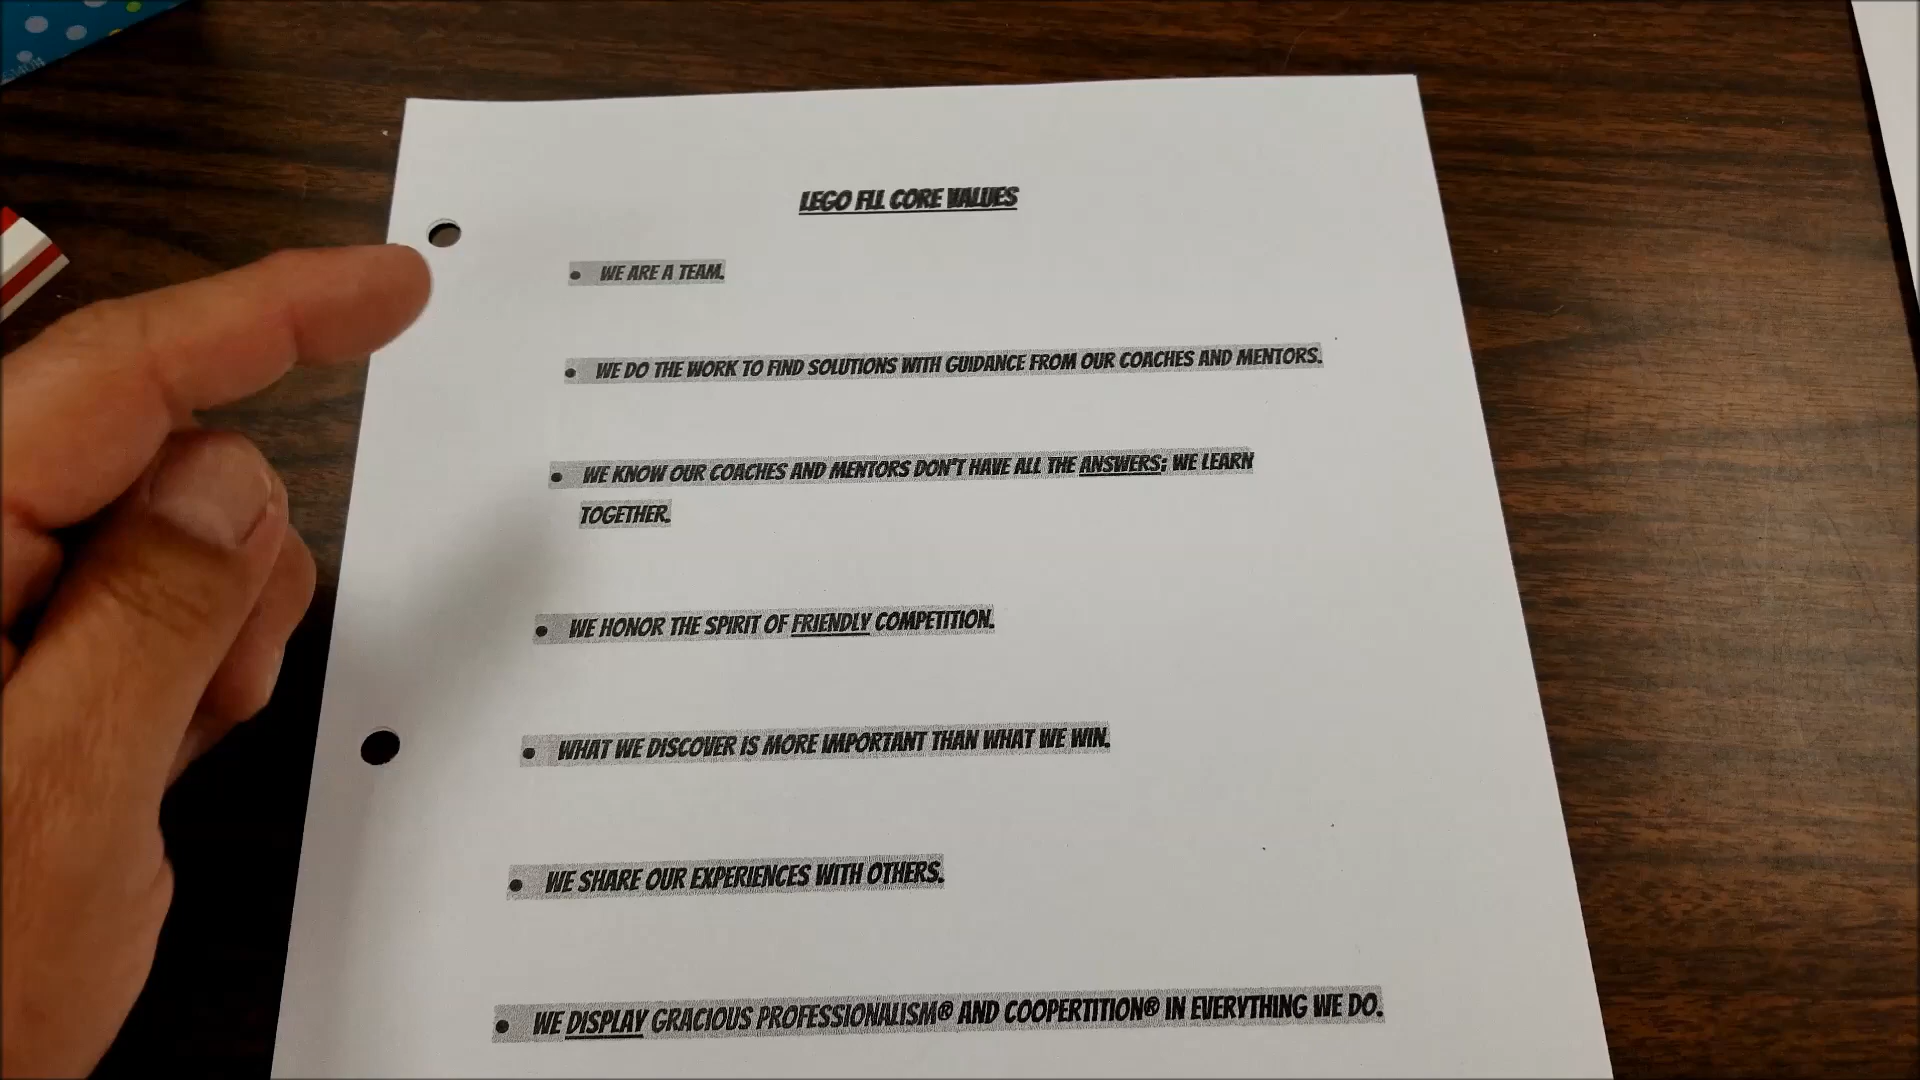 LEGO FLL CORE VALUES
• WE ARE A TEAM.
• WE DO THE WORK TO FIND SOLUTIONS WITH GUIDANCE FROM OUR COACHES AND MENTORS.
• WE KNOW OUR COACHES AND MENTORS DON'T HAVE ALL THE ANSWERS; WE LEARN
TOGETHER.
• WE HONOR THE SPIRIT OF FRIENDLY COMPETITION.
• WHAT WE DISCOVER IS MORE IMPORTANT THAN WHAT WE WIN.
• WE SHARE OUR EXPERIENCES WITH OTHERS.
• WE DISPLAY GRACIOUS PROFESSIONALISM® AND COOPERTITION® IN EVERYTHING WE DO.